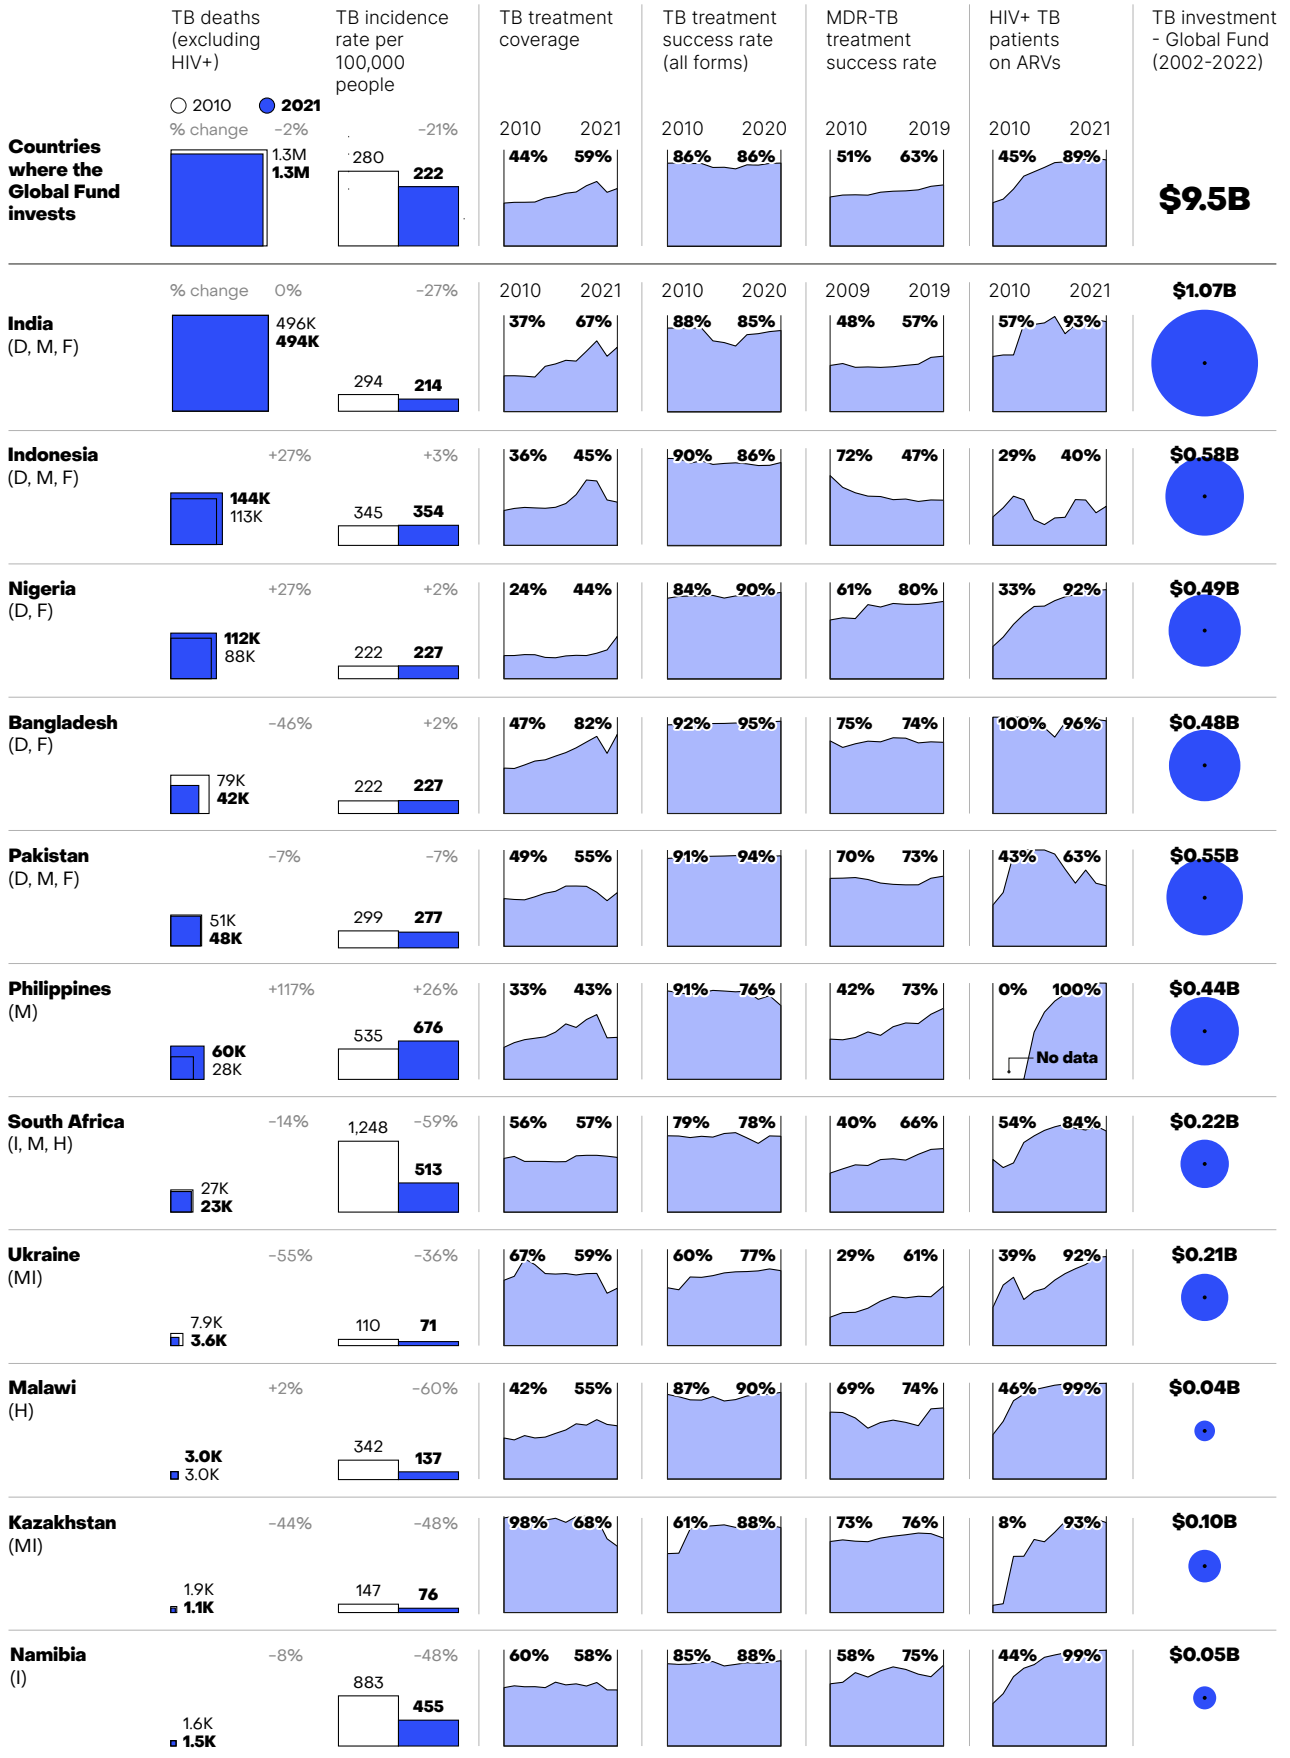 TB deaths
(excluding
HIV+)
TB incidence
rate per
100,000
people
TB treatment
coverage
TB treatment
success rate
(all forms)
MDR-TB
treatment
success rate
HIV+ TB
patients
on ARVs
TB investment
- Global Fund
(2002-2022)
2010 2021
% change -2% -21%
2010 2021 2010 2020 2010 2019 2010 2021
Countries
where the
Global Fund
invests
1.3M
1.3M
280 222
44% 59% 86% 86% 51% 63% 45% 89%
$9.5B
% change 0% -27%
2010 2021 2010 2020 2009 2019 2010 2021
$1.07B
India
(D, M, F)
496K
494K
294 214
37% 67% 88% 85% 48% 57% 57% 93%
Indonesia
(D, M, F)
+27% +3%
144K
113K
345 354
36% 45% 90% 86% 72% 47% 29% 40%
$0.58B
Nigeria
(D, F)
+27% +2%
112K
88K
222 227
24% 44% 84% 90% 61% 80% 33% 92%
$0.49B
Bangladesh
(D, F)
-46% +2%
79K
42K
222 227
47% 82% 92% 95% 75% 74% 100% 96%
$0.48B
Pakistan
(D, M, F)
-7% -7%
51K
48K
299 277
49% 55% 91% 94% 70% 73% 43% 63%
$0.55B
Philippines
(M)
+117% +26%
60K
28K
535 676
33% 43% 91% 76% 42% 73% 0% 100%
No data
$0.44B
South Africa
(I, M, H)
-14% -59%
27K
23K
1,248 513
56% 57% 79% 78% 40% 66% 54% 84%
$0.22B
Ukraine
(MI)
-55% -36%
7.9K
3.6K
110 71
67% 59% 60% 77% 29% 61% 39% 92%
$0.21B
Malawi
(H)
+2% -60%
3.0K
3.0K
342 137
42% 55% 87% 90% 69% 74% 46% 99%
$0.04B
Kazakhstan
(MI)
-44% -48%
1.9K
1.1K
147 76
98% 68% 61% 88% 73% 76% 8% 93%
$0.10B
Namibia
(I)
-8% -48%
1.6K
1.5K
883 455
60% 58% 85% 88% 58% 75% 44% 99%
$0.05B